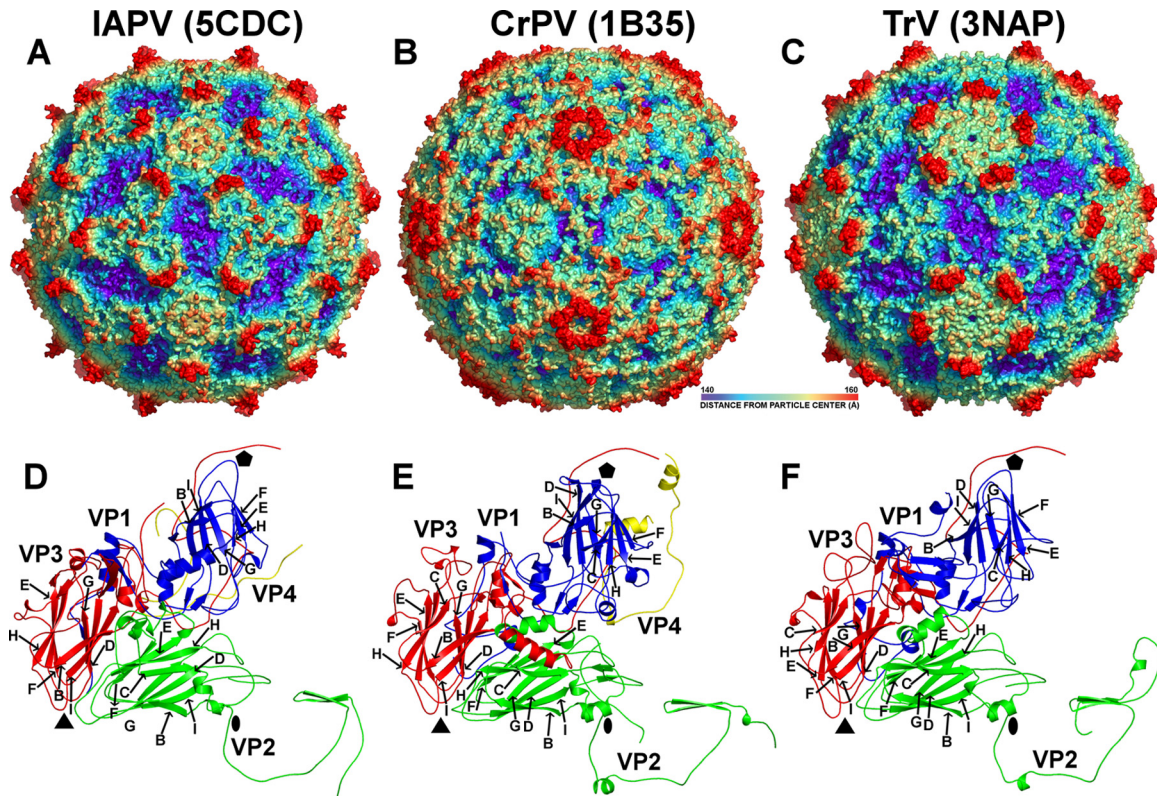 IAPV (5CDC) CrPV (1B35) TrV (3NAP)
A B C
140 160
DISTANCE FROM PARTICLE CENTER (Å)
D
VP1
VP3
VP4
VP2
B I F E H D G
E G H D F B I
E H D C F G B I
E
VP3 VP1
VP4
D I B G F E C H
C E G F B H D I
E H F C G D B I
F
VP1
VP3
VP2
I D G F B E C H
C H G E B F D I
E H C F G D B I